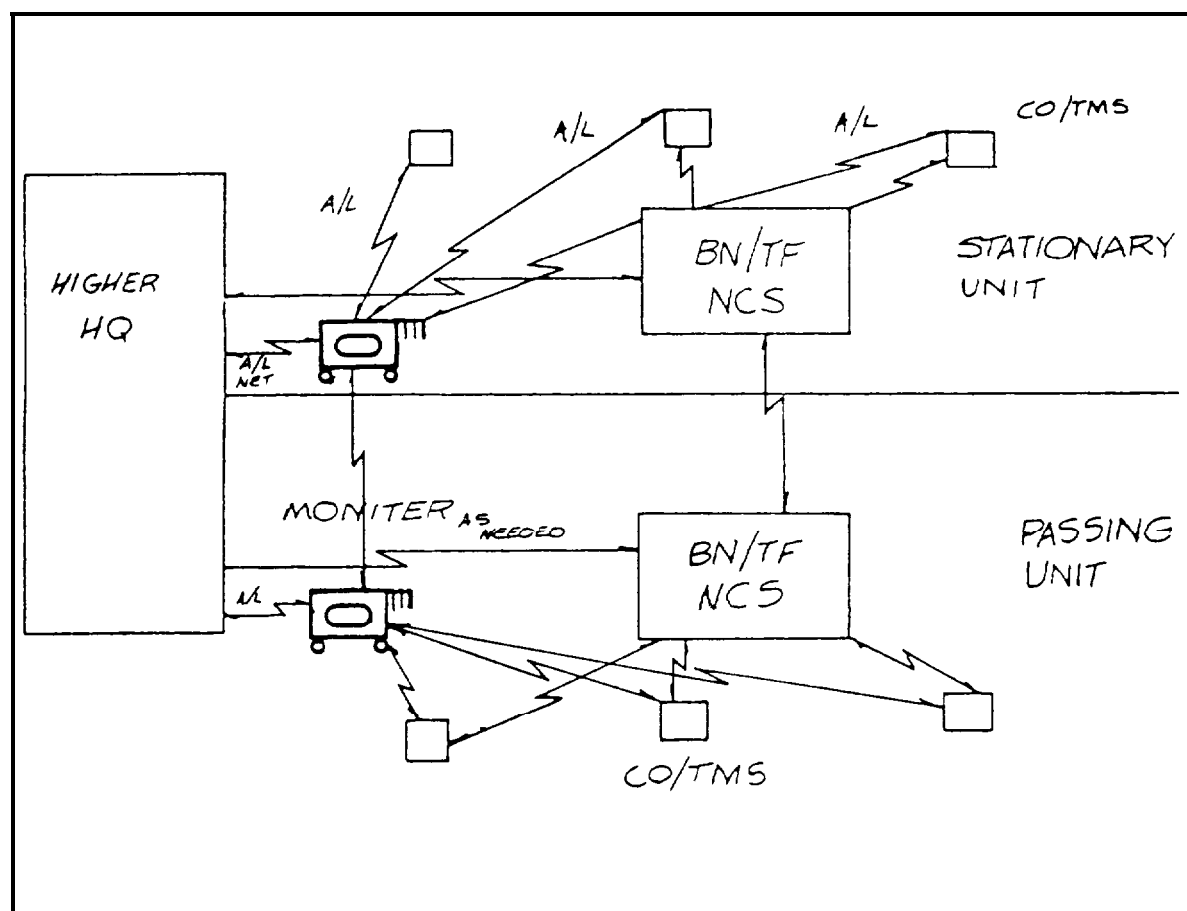 CO/TMS
A/L
A/L
A/L
A/L
HIGHER
HQ
BN/TF
NCS
STATIONARY
UNIT
A/L
NET
MONITER AS
NEEDED
BN/TF
NCS
PASSING
UNIT
CO/TMS